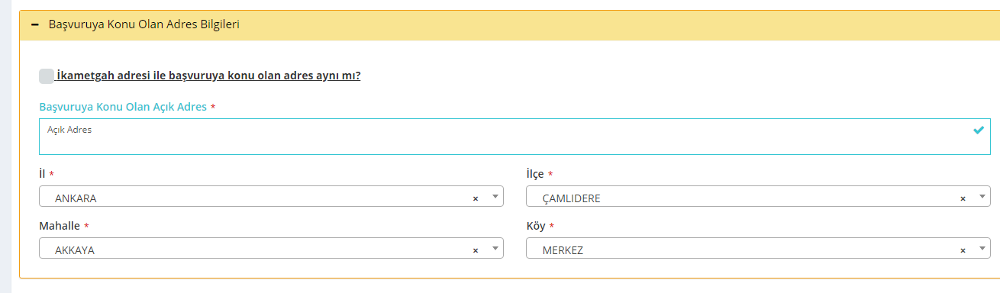 Başvuruya Konu Olan Adres Bilgileri
İkametgah adresi ile başvuruya konu olan adres aynı mı?
Başvuruya Konu Olan Açık Adres *
Açık Adres
İl * İlçe *
ANKARA × ÇAMLIDERE ×
Mahalle * Köy *
AKKAYA × MERKEZ ×